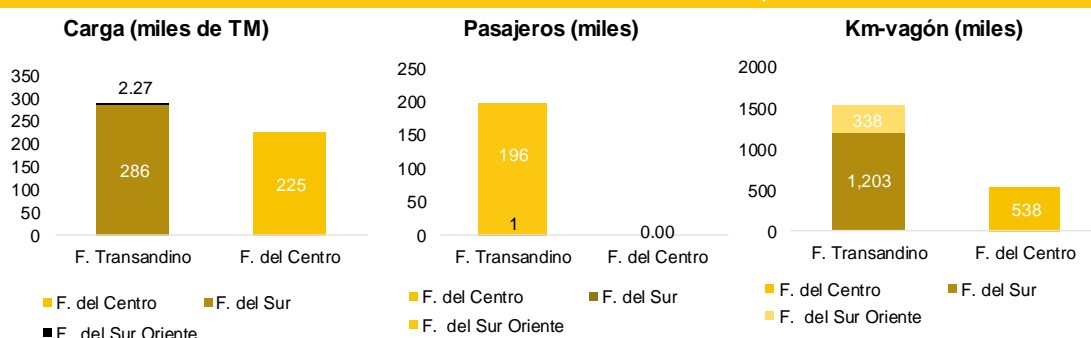 Carga (miles de TM)
350
300
250
200
150
100
50
0
2.27
286
225
F. Transandino
F. del Centro
F. del Centro
F. del Sur
F. del Sur Oriente
Pasajeros (miles)
250
200
150
100
50
0
196
1
0.00
F. Transandino
F. del Centro
F. del Centro
F. del Sur
F. del Sur Oriente
Km-vagón (miles)
2000
1500
1000
500
0
338
1,203
538
F. Transandino
F. del Centro
F. del Centro
F. del Sur
F. del Sur Oriente